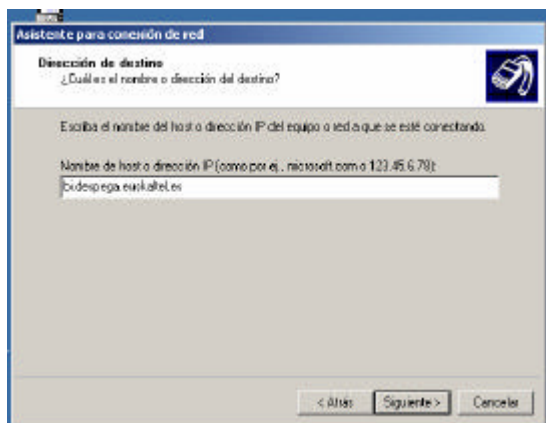 Asistente para conexión de red
Dirección de destino
¿Cuál es el nombre o dirección del destino?
Escriba el nombre del host o dirección IP del equipo o red a que se esté conectando.
Nombre de host o dirección IP (como por ej., microsoft.com o 123.45.6.78):
bidespega.euskaltel.es
< Atrás
Siguiente >
Cancelar